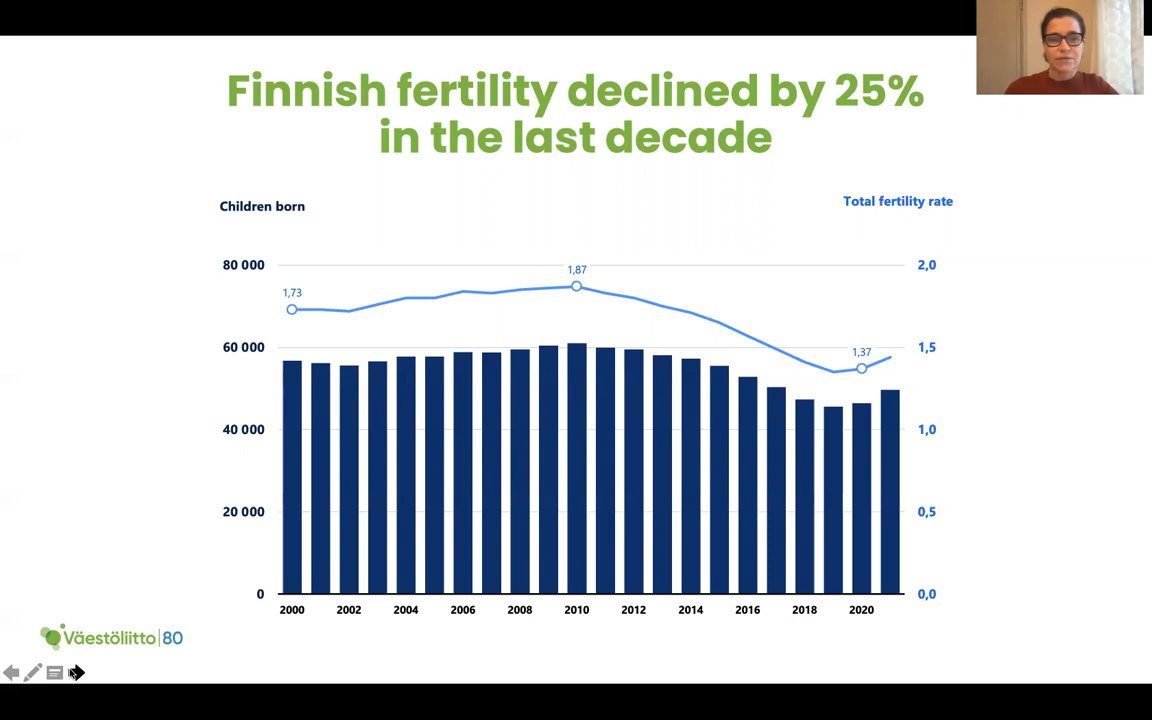 Finnish fertility declined by 25%
in the last decade
Children born
Total fertility rate
80 000
2,0
1,87
1,73
60 000
1,5
1,37
40 000
1,0
20 000
0,5
0
0,0
2000 2002 2004 2006 2008 2010 2012 2014 2016 2018 2020
Väestöliitto|80